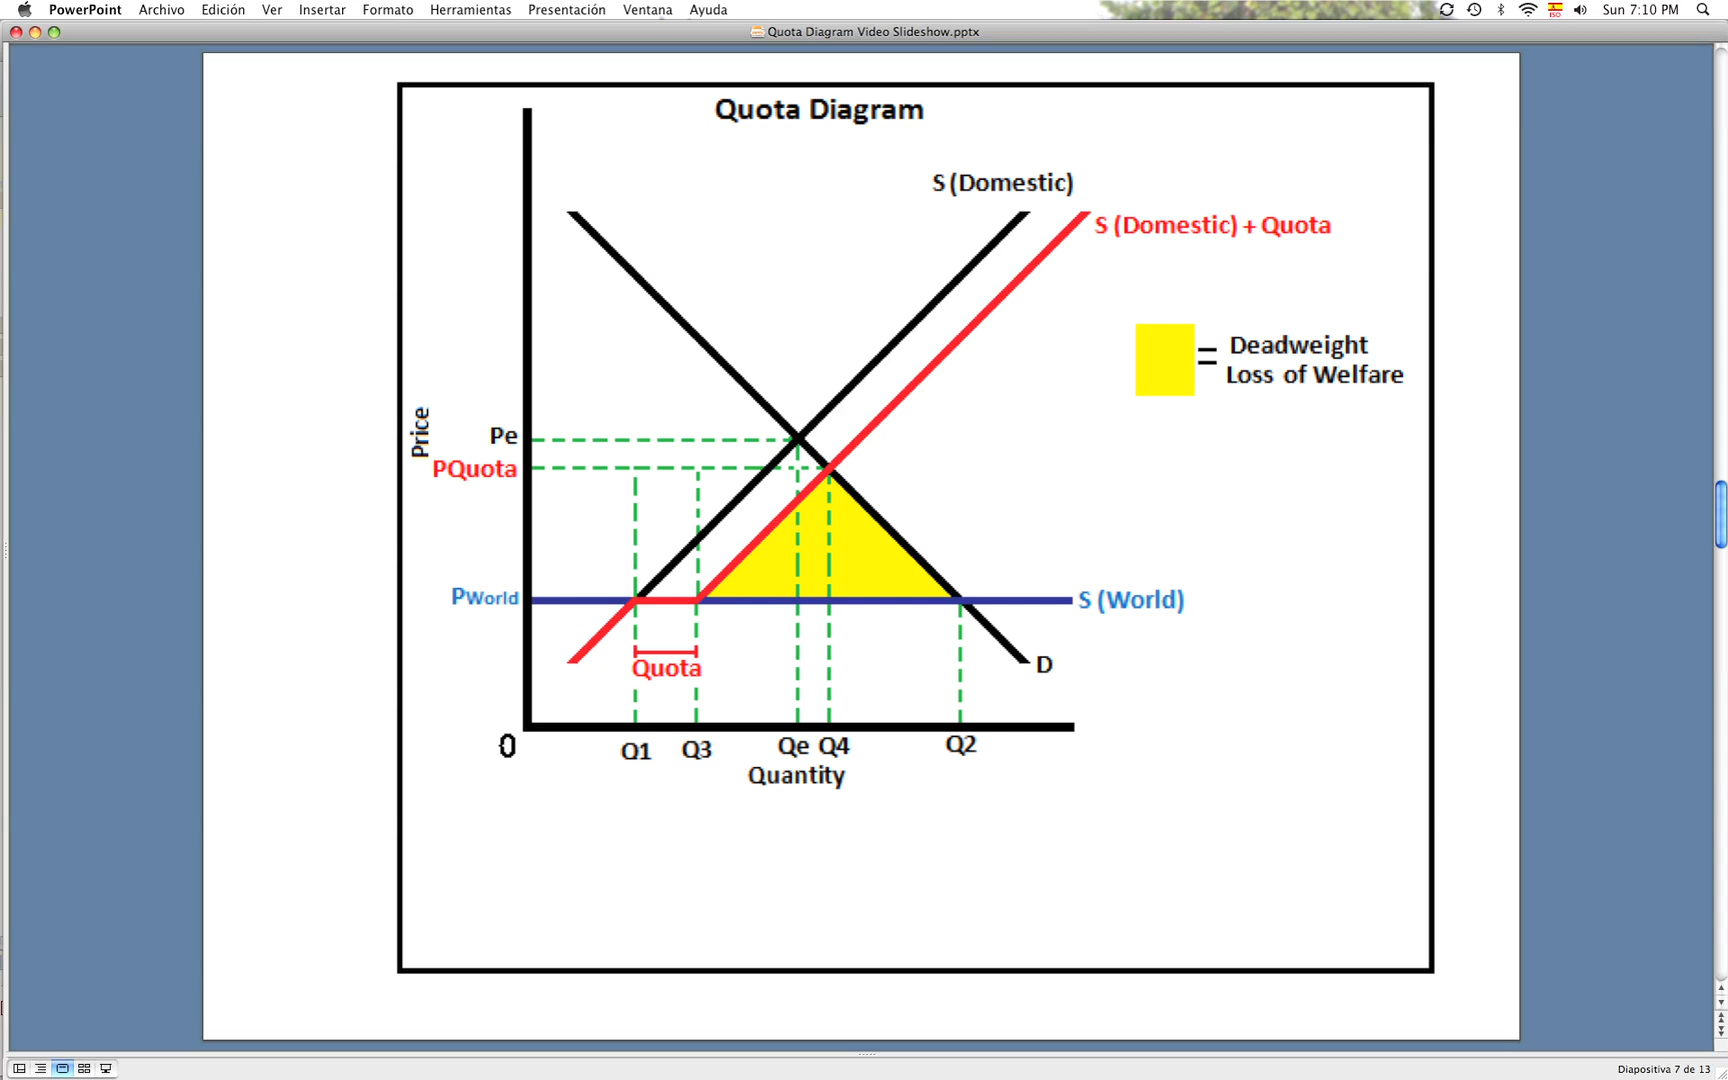 PowerPoint Archivo Edición Ver Insertar Formato Herramientas Presentación Ventana Ayuda
ISO
Sun 7:10 PM
Quota Diagram Video Slideshow.pptx
Quota Diagram
S (Domestic)
S (Domestic) + Quota
= Deadweight
Loss of Welfare
Price
Pe
PQuota
PWorld
S (World)
Quota
D
0
Q1 Q3 Qe Q4 Q2
Quantity
Diapositiva 7 de 13